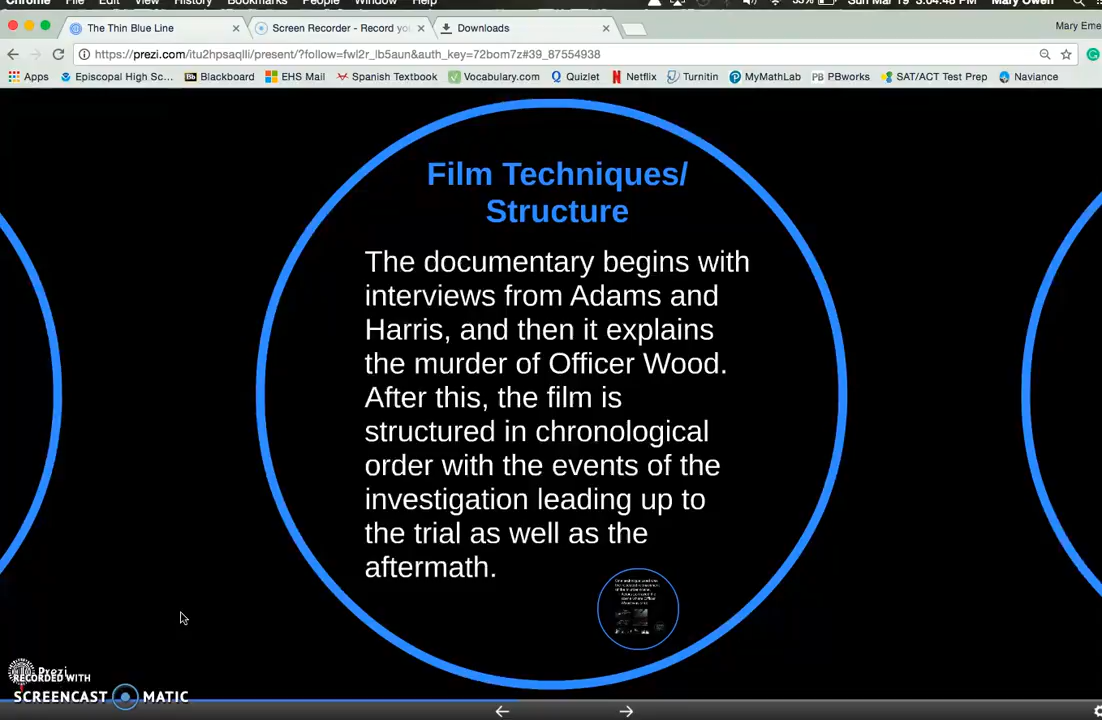 Chrome File Edit View History Bookmarks People Window Help 53% Sun Mar 19 3:04:48 PM Mary Owen
The Thin Blue Line
Screen Recorder - Record yo
Downloads
Mary Eme
https://prezi.com/itu2hpsaqlli/present/?follow=fwl2r_lb5aun&auth_key=72bom7z#39_87554938
Apps Episcopal High Sc... Bb Blackboard EHS Mail Spanish Textbook Vocabulary.com Quizlet Netflix Turnitin MyMathLab PB PBworks SAT/ACT Test Prep Naviance
Film Techniques/
Structure
The documentary begins with
interviews from Adams and
Harris, and then it explains
the murder of Officer Wood.
After this, the film is
structured in chronological
order with the events of the
investigation leading up to
the trial as well as the
aftermath.
Prezi
RECORDED WITH
SCREENCAST MATIC